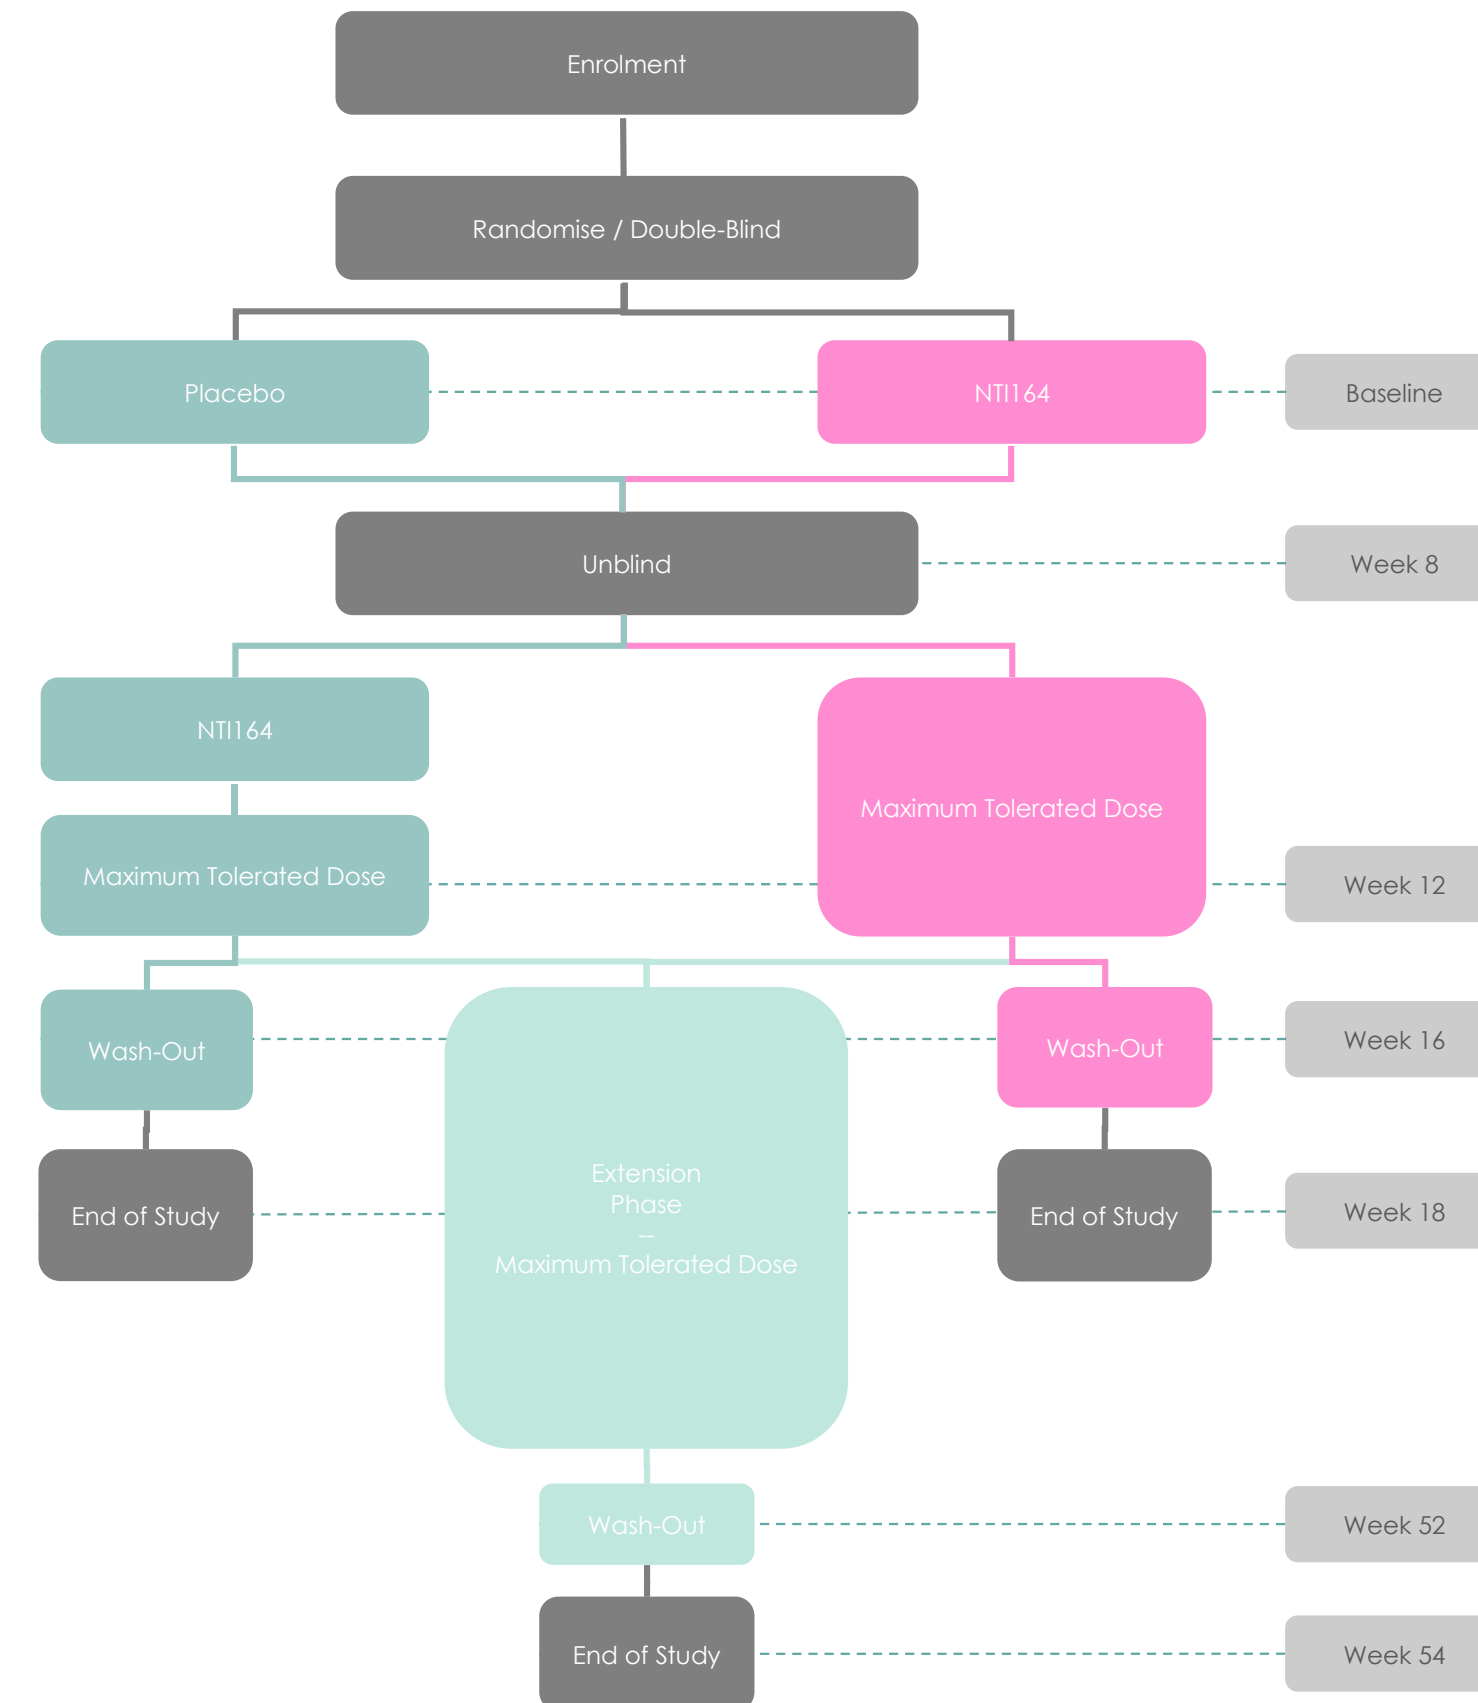 Enrolment
Randomise / Double-Blind
Placebo
NTI164
Baseline
Unblind
Week 8
NTI164
Maximum Tolerated Dose
Maximum Tolerated Dose
Week 12
Wash-Out
Wash-Out
Week 16
Extension
Phase
--
Maximum Tolerated Dose
End of Study
End of Study
Week 18
Wash-Out
Week 52
End of Study
Week 54